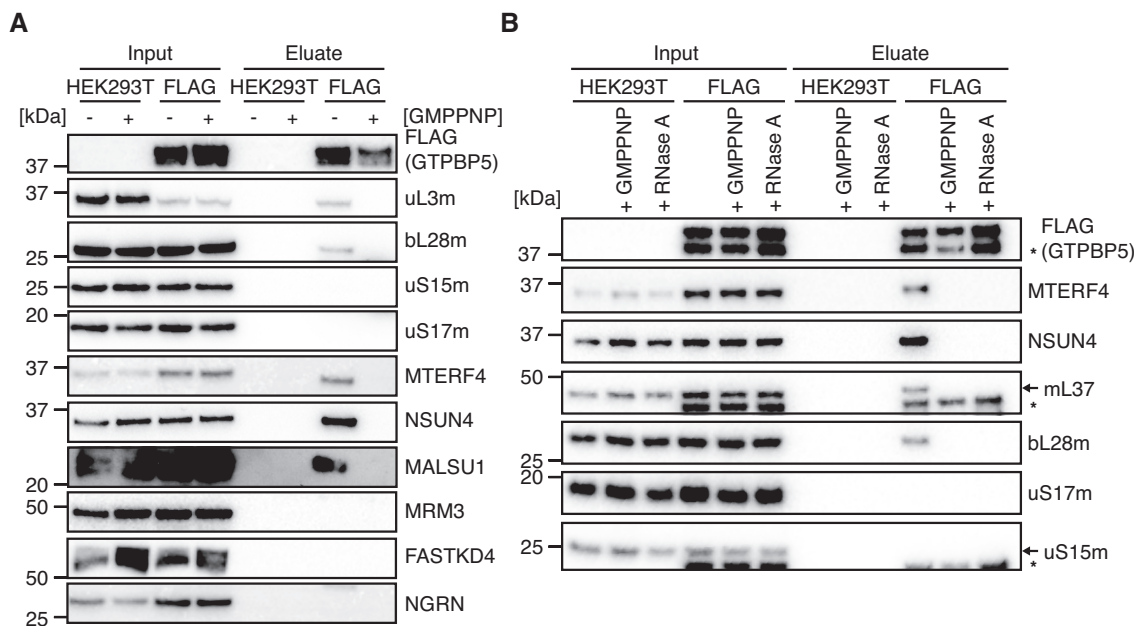 A
Input Eluate
HEK293T FLAG HEK293T FLAG
[kDa] - + - + - + - + [GMPPNP]
FLAG
37 (GTPBP5)
37 uL3m
25 bL28m
25 uS15m
20 uS17m
37 MTERF4
37 NSUN4
20 MALSU1
50 MRM3
50 FASTKD4
25 NGRN
B
Input Eluate
HEK293T FLAG HEK293T FLAG
+ GMPPNP + RNase A + GMPPNP + RNase A + GMPPNP + RNase A + GMPPNP + RNase A
[kDa]
FLAG
37 * (GTPBP5)
37 MTERF4
37 NSUN4
50 mL37
*
25 bL28m
20 uS17m
25 uS15m
*